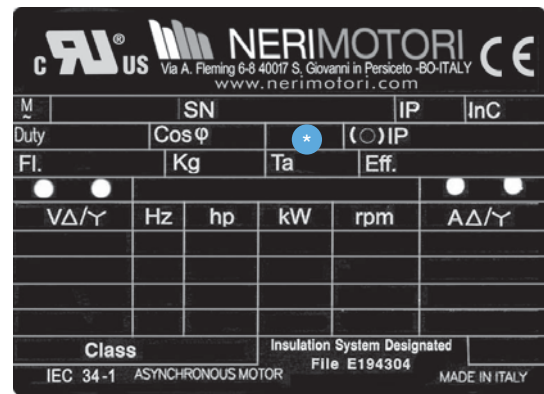 c RU ® US NERIMOTORI CE
Via A. Fleming 6-8 40017 S. Giovanni in Persiceto -BO-ITALY
www.nerimotori.com
M ~ SN IP InC
Duty Cosφ * (○)IP
Fl. Kg Ta Eff.
VΔ/Y Hz hp kW rpm AΔ/Y
Class Insulation System Designated
File E194304
IEC 34-1 ASYNCHRONOUS MOTOR MADE IN ITALY